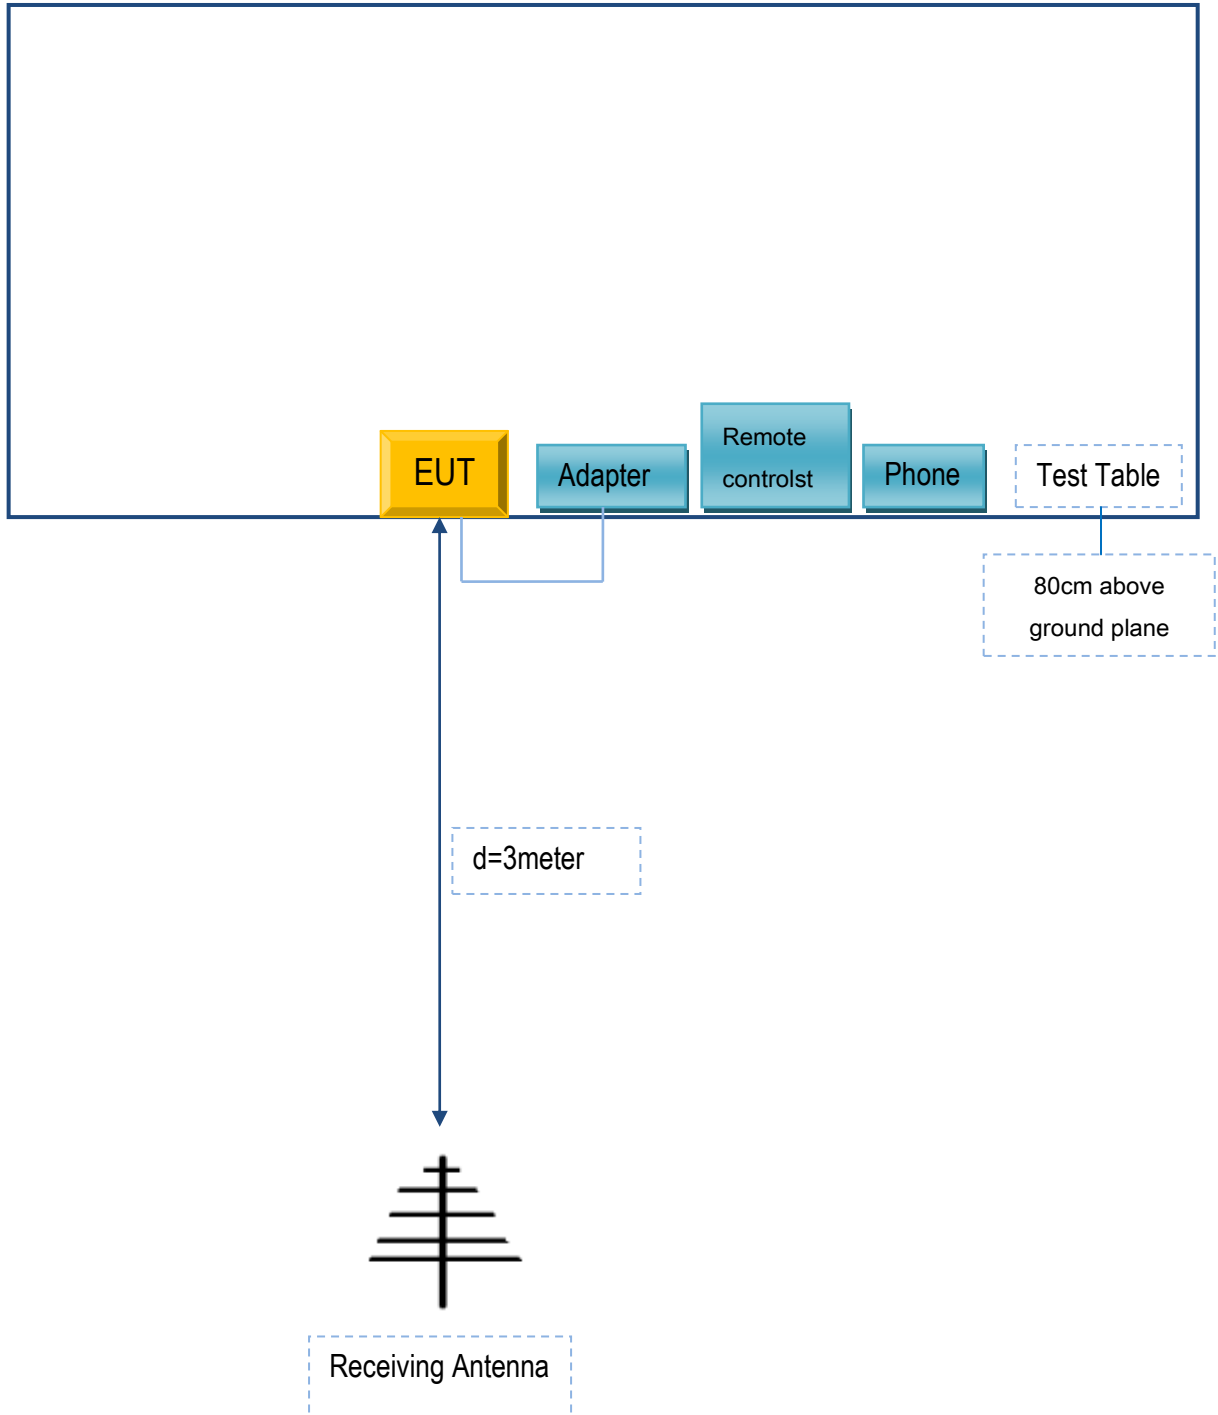 EUT
Adapter
Remote
controlst
Phone
Test Table
80cm above
ground plane
d=3meter
Receiving Antenna